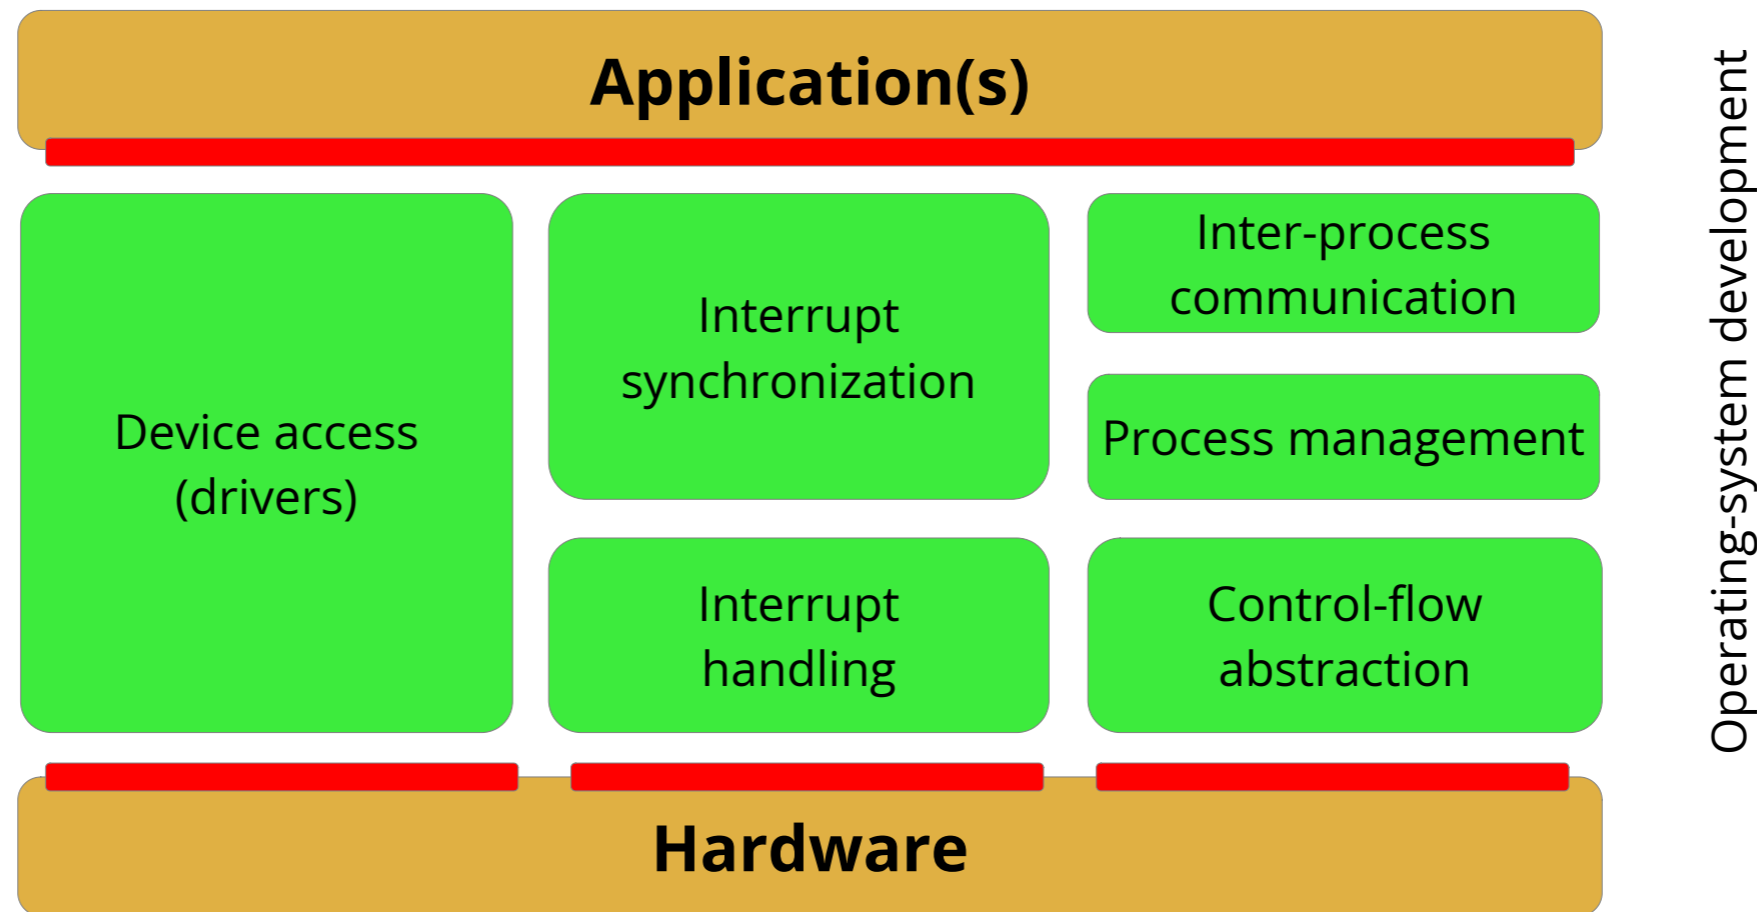 Application(s)
Device access
(drivers)
Interrupt
synchronization
Inter-process
communication
Process management
Interrupt
handling
Control-flow
abstraction
Hardware
Operating-system development